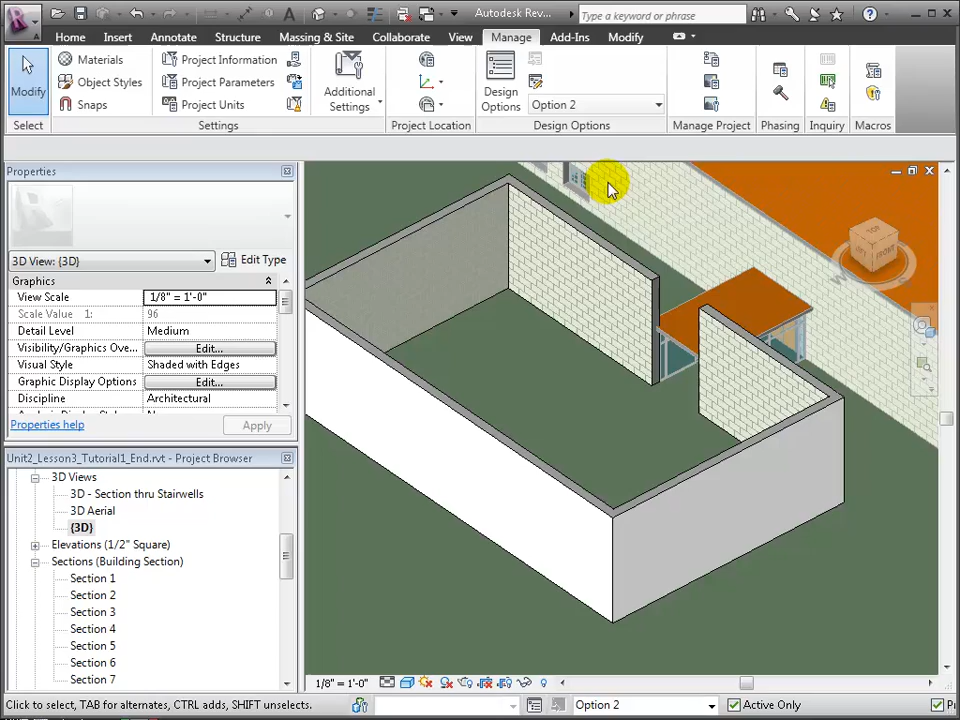 Autodesk Rev...
Type a keyword or phrase
Home Insert Annotate Structure Massing & Site Collaborate View Manage Add-Ins Modify
Modify
Materials
Object Styles
Snaps
Project Information
Project Parameters
Project Units
Additional
Settings
Design
Options
Option 2
Select Settings Project Location Design Options Manage Project Phasing Inquiry Macros
Properties
3D View: {3D}
Edit Type
Graphics
View Scale 1/8" = 1'-0"
Scale Value 1: 96
Detail Level Medium
Visibility/Graphics Ove... Edit...
Visual Style Shaded with Edges
Graphic Display Options Edit...
Discipline Architectural
Properties help
Apply
Unit2_Lesson3_Tutorial1_End.rvt - Project Browser
3D Views
3D - Section thru Stairwells
3D Aerial
{3D}
Elevations (1/2" Square)
Sections (Building Section)
Section 1
Section 2
Section 3
Section 4
Section 5
Section 6
Section 7
TOP
FRONT
W
1/8" = 1'-0"
Click to select, TAB for alternates, CTRL adds, SHIFT unselects.
Option 2
Active Only